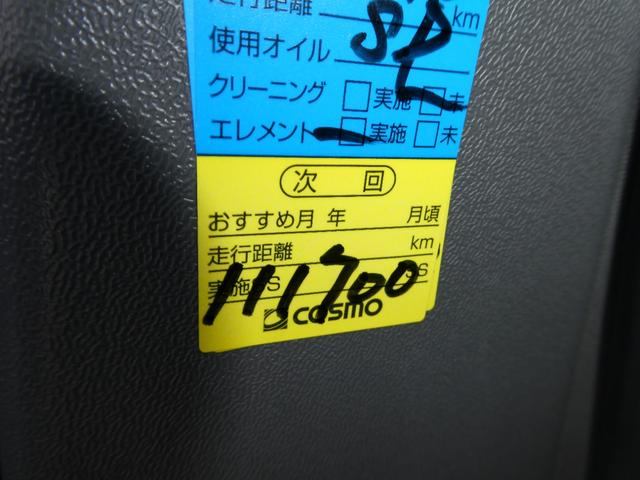 走行距離 km
使用オイル
クリーニング □実施 □未
エレメント □実施 □未
次 回
おすすめ月 年 月頃
走行距離 km
実施SS SS
111700
COSMO